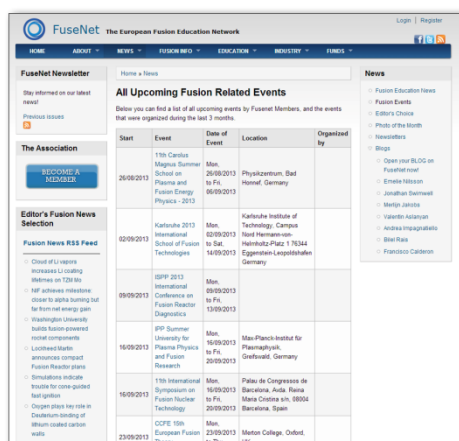 FuseNet The European Fusion Education Network
Login | Register
HOME ABOUT NEWS FUSION INFO EDUCATION INDUSTRY FUNDS
FuseNet Newsletter
Stay informed on our latest
news!
Previous issues
The Association
BECOME A
MEMBER
Editor's Fusion News
Selection
Fusion News RSS Feed
Cloud of Li vapors
increases Li coating
lifetimes on TZM Mo
NIF achieves milestone:
closer to alpha burning but
far from net energy gain
Washington University
builds fusion-powered
rocket components
Lockheed Martin
announces compact
Fusion Reactor plans
Simulations indicate
trouble for cone-guided
fast ignition
Oxygen plays key role in
Deuterium-binding of
lithium coated carbon
walls
Home » News
All Upcoming Fusion Related Events
Below you can find a list of all upcoming events by Fusenet Members, and the events
that were organized during the last 3 months.
Start Event Date of Event Location Organized by
26/08/2013
11th Carolus
Magnus Summer
School on
Plasma and
Fusion Energy
Physics - 2013
Mon,
26/08/2013
to Fri,
06/09/2013
Physikzentrum, Bad
Honnef, Germany
02/09/2013
Karlsruhe 2013
International
School of Fusion
Technologies
Mon,
02/09/2013
to Sat,
14/09/2013
Karlsruhe Institute of
Technology, Campus
Nord Hermann-von-
Helmholtz-Platz 1 76344
Eggenstein-Leopoldshafen
Germany
09/09/2013
ISPP 2013
International
Conference on
Fusion Reactor
Diagnostics
Mon,
09/09/2013
to Fri,
13/09/2013
16/09/2013
IPP Summer
University for
Plasma Physics
and Fusion
Research
Mon,
16/09/2013
to Fri,
20/09/2013
Max-Planck-Institut für
Plasmaphysik,
Greifswald, Germany
16/09/2013
11th International
Symposium on
Fusion Nuclear
Technology
Mon,
16/09/2013
to Fri,
20/09/2013
Palau de Congressos de
Barcelona, Avda. Reina
Maria Cristina s/n, 08004
Barcelona, Spain
23/09/2013
CCFE 15th
European Fusion
Mon,
23/09/2013
Merton College, Oxford,
News
Fusion Education News
Fusion Events
Editor's Choice
Photo of the Month
Newsletters
Blogs
Open your BLOG on
FuseNet now!
Emelie Nilsson
Jonathan Swinwell
Merlijn Jakobs
Valentin Aslanyan
Andrea Impagnatiello
Bilel Rais
Francisco Calderon